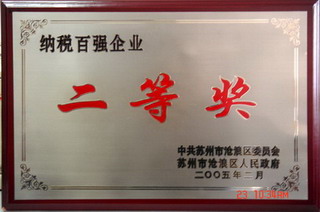 纳税百强企业
二等奖
中共苏州市沧浪区委员会
苏州市沧浪区人民政府
二〇〇五年二月